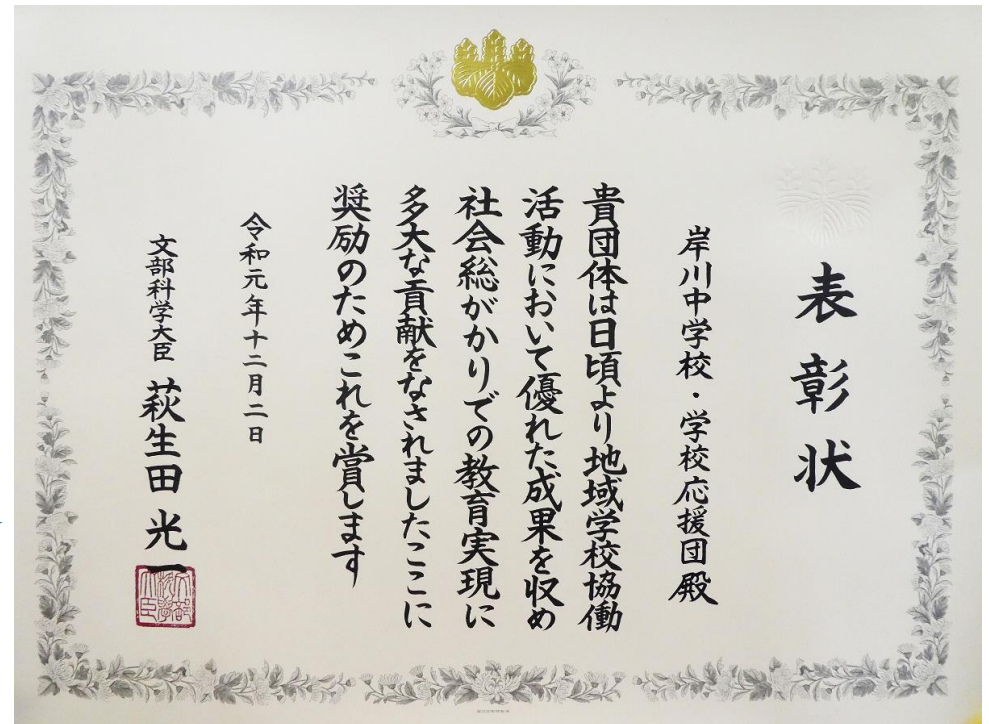 表彰状
岸川中学校・学校応援団殿
貴団体は日頃より地域学校協働
活動において優れた成果を収め
社会総がかりでの教育実現に
多大な貢献をなされましたここに
奨励のためこれを賞します
令和元年十二月二日
文部科学大臣 萩生田光一